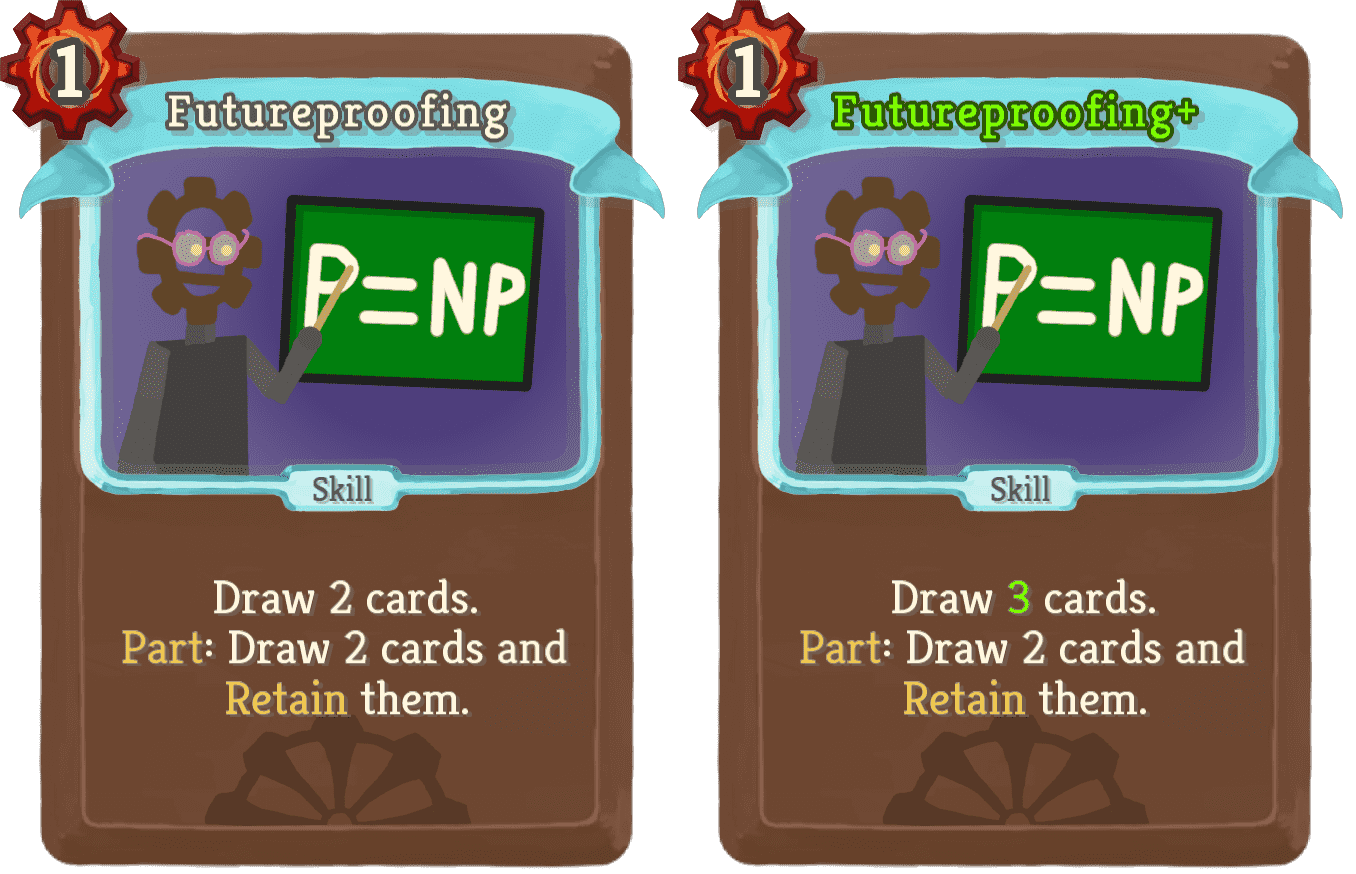 1
Futureproofing
P=NP
Skill
Draw 2 cards.
Part: Draw 2 cards and
Retain them.
1
Futureproofing+
P=NP
Skill
Draw 3 cards.
Part: Draw 2 cards and
Retain them.